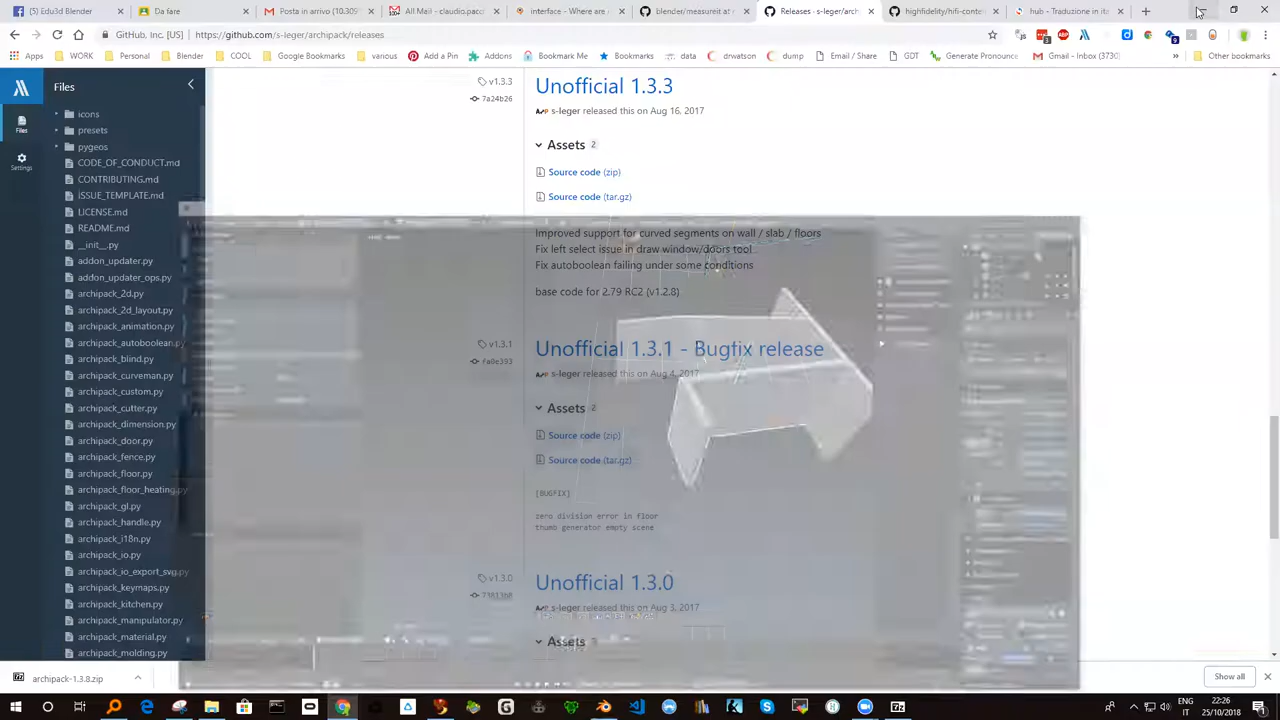 Edu3d Blender
Da fare
Posta in arrivo (10.309
All Mail - claudio.pacci
interface - Where are
blender/measureit at
Releases - s-leger/arch
highfidelity/hifi-conten
hub - Traduzione in ita
GitHub, Inc. [US] https://github.com/s-leger/archipack/releases
Apps WORK Personal Blender COOL Google Bookmarks various Add a Pin Addons Bookmark Me Bookmarks data drwatson dump Email / Share GDT Generate Pronounce Gmail - Inbox (3730) » Other bookmarks
Files
Files
Settings
icons
presets
pygeos
CODE_OF_CONDUCT.md
CONTRIBUTING.md
ISSUE_TEMPLATE.md
LICENSE.md
README.md
__init__.py
addon_updater.py
addon_updater_ops.py
archipack_2d.py
archipack_2d_layout.py
archipack_animation.py
archipack_autoboolean.py
archipack_blind.py
archipack_curveman.py
archipack_custom.py
archipack_cutter.py
archipack_dimension.py
archipack_door.py
archipack_fence.py
archipack_floor.py
archipack_floor_heating.py
archipack_gl.py
archipack_handle.py
archipack_i18n.py
archipack_io.py
archipack_io_export_svg.py
archipack_keymaps.py
archipack_kitchen.py
archipack_manipulator.py
archipack_material.py
archipack_molding.py
v1.3.3
7a24b26
Unofficial 1.3.3
s-leger released this on Aug 16, 2017
Assets 2
Source code (zip)
Source code (tar.gz)
Improved support for curved segments on wall / slab / floors
Fix left select issue in draw window/doors tool
Fix autoboolean failing under some conditions
base code for 2.79 RC2 (v1.2.8)
v1.3.1
fa0e393
Unofficial 1.3.1 - Bugfix release
s-leger released this on Aug 4, 2017
Assets 2
Source code (zip)
Source code (tar.gz)
[BUGFIX]
zero division error in floor
thumb generator empty scene
v1.3.0
Unofficial 1.3.0
s-leger released this on Aug 3, 2017
Assets
archipack-1.3.8.zip
Show all
ENG
IT
22:26
25/10/2018